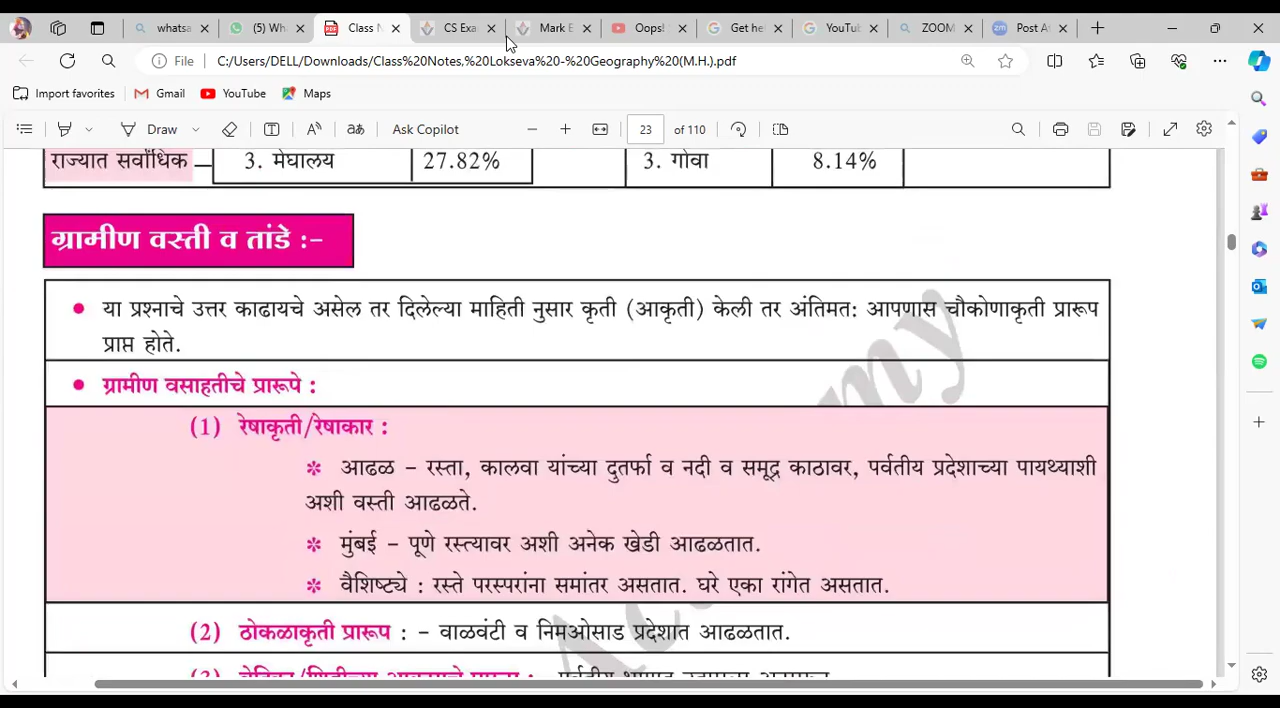 whatsa
(5) Wh
Class N
CS Exa
Mark E
Oops!
Get he
YouTub
ZOOM
Post A
File C:/Users/DELL/Downloads/Class%20Notes,%20Lokseva%20-%20Geography%20(M.H.).pdf
Import favorites Gmail YouTube Maps
Draw Ask Copilot 23 of 110
राज्यात सर्वाधिक 3. मेघालय 27.82% 3. गोवा 8.14%
ग्रामीण वस्ती व तांडे :-
या प्रश्नाचे उत्तर काढायचे असेल तर दिलेल्या माहिती नुसार कृती (आकृती) केली तर अंतिमतः आपणास चौकोणाकृती प्रारूप
प्राप्त होते.
ग्रामीण वसाहतीचे प्रारूपे :
(1) रेषाकृती/रेषाकार :
आढळ – रस्ता, कालवा यांच्या दुतर्फा व नदी व समूद्र काठावर, पर्वतीय प्रदेशाच्या पायथ्याशी
अशी वस्ती आढळते.
मुंबई – पूणे रस्त्यावर अशी अनेक खेडी आढळतात.
वैशिष्ट्ये : रस्ते परस्परांना समांतर असतात. घरे एका रांगेत असतात.
(2) ठोकळाकृती प्रारूप : – वाळवंटी व निमओसाड प्रदेशात आढळतात.